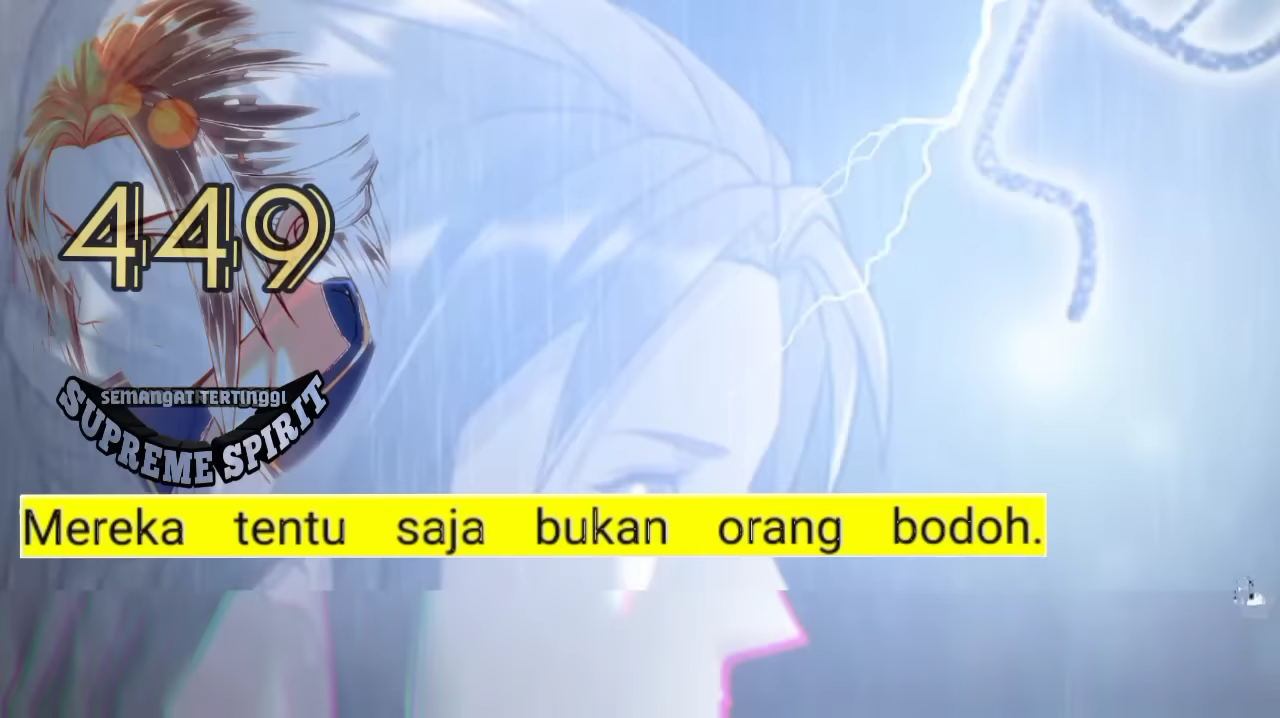 449
SEMANGAT TERTINGGI
SUPREME SPIRIT
Mereka tentu saja bukan orang bodoh.